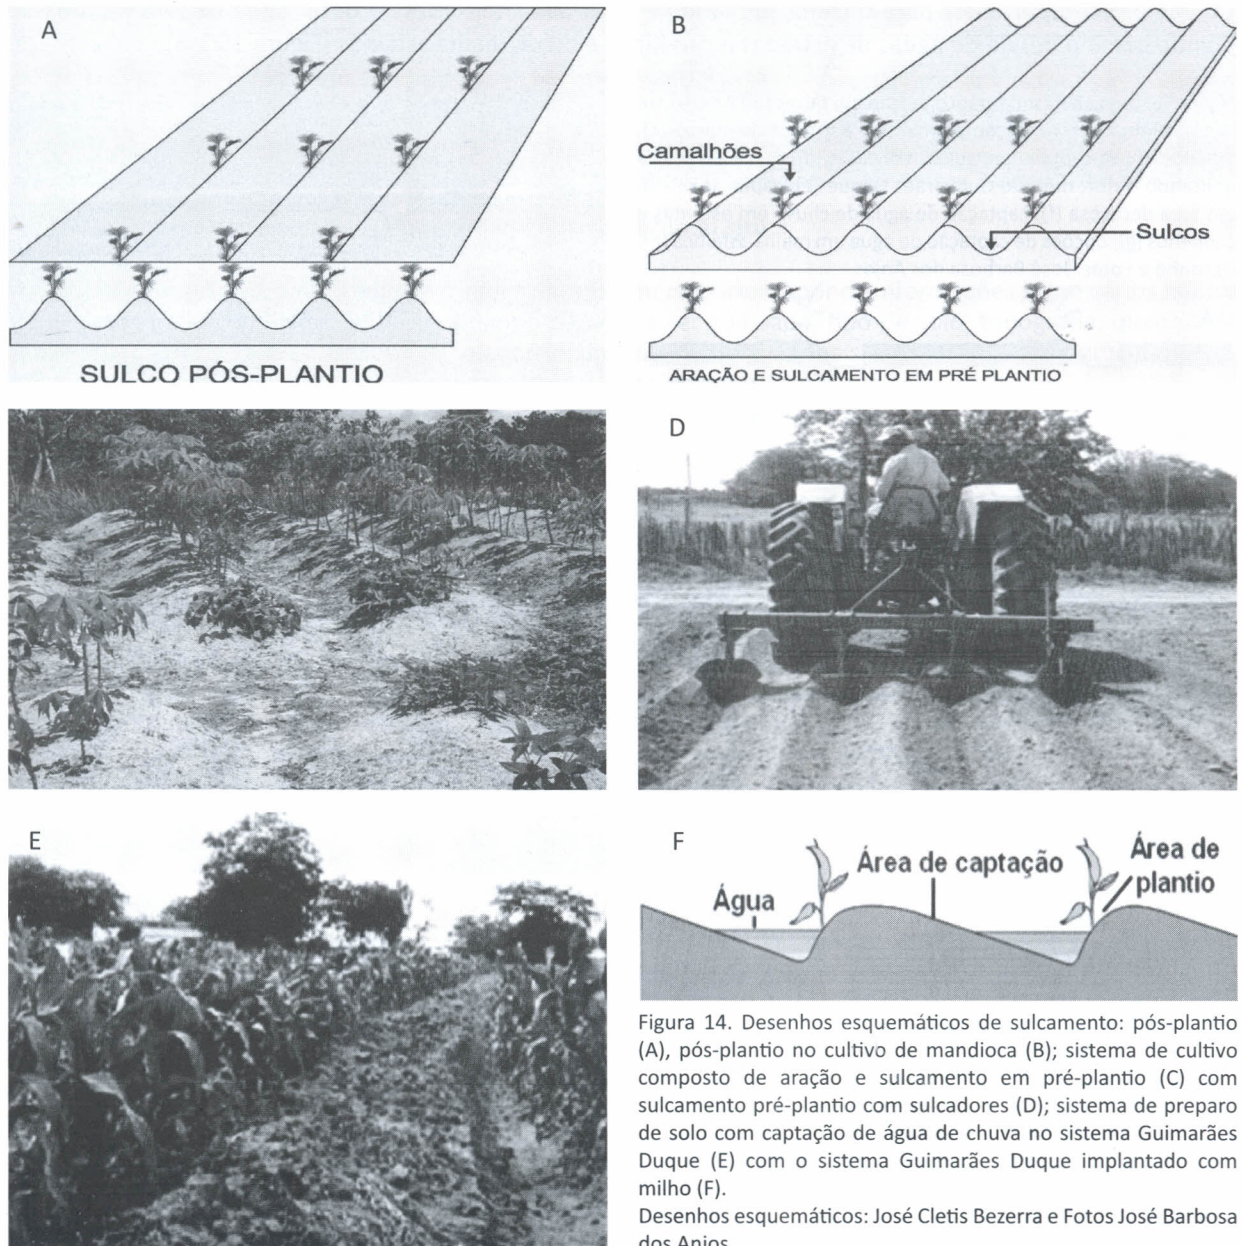 A
SULCO PÓS-PLANTIO
B
Camalhões
Sulcos
ARAÇÃO E SULCAMENTO EM PRÉ PLANTIO
D
E
F
Água
Área de captação
Área de
plantio
Figura 14. Desenhos esquemáticos de sulcamento: pós-plantio
(A), pós-plantio no cultivo de mandioca (B); sistema de cultivo
composto de aração e sulcamento em pré-plantio (C) com
sulcamento pré-plantio com sulcadores (D); sistema de preparo
de solo com captação de água de chuva no sistema Guimarães
Duque (E) com o sistema Guimarães Duque implantado com
milho (F).
Desenhos esquemáticos: José Cletis Bezerra e Fotos José Barbosa
dos Anjos